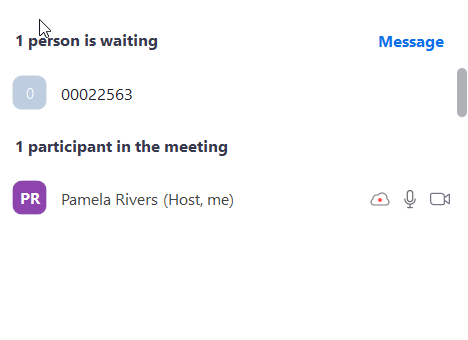 1 person is waiting Message
0 00022563
1 participant in the meeting
PR Pamela Rivers (Host, me)